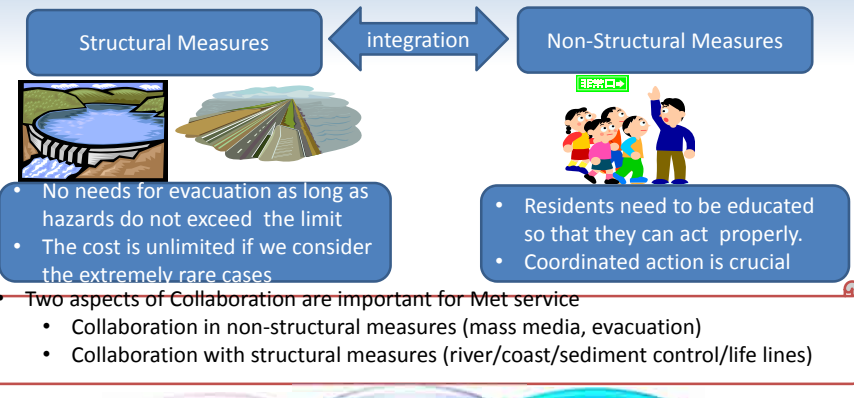 Structural Measures
integration
Non-Structural Measures
非常口→
• No needs for evacuation as long as
hazards do not exceed the limit
• The cost is unlimited if we consider
the extremely rare cases
• Residents need to be educated
so that they can act properly.
• Coordinated action is crucial
• Two aspects of Collaboration are important for Met service
• Collaboration in non-structural measures (mass media, evacuation)
• Collaboration with structural measures (river/coast/sediment control/life lines)